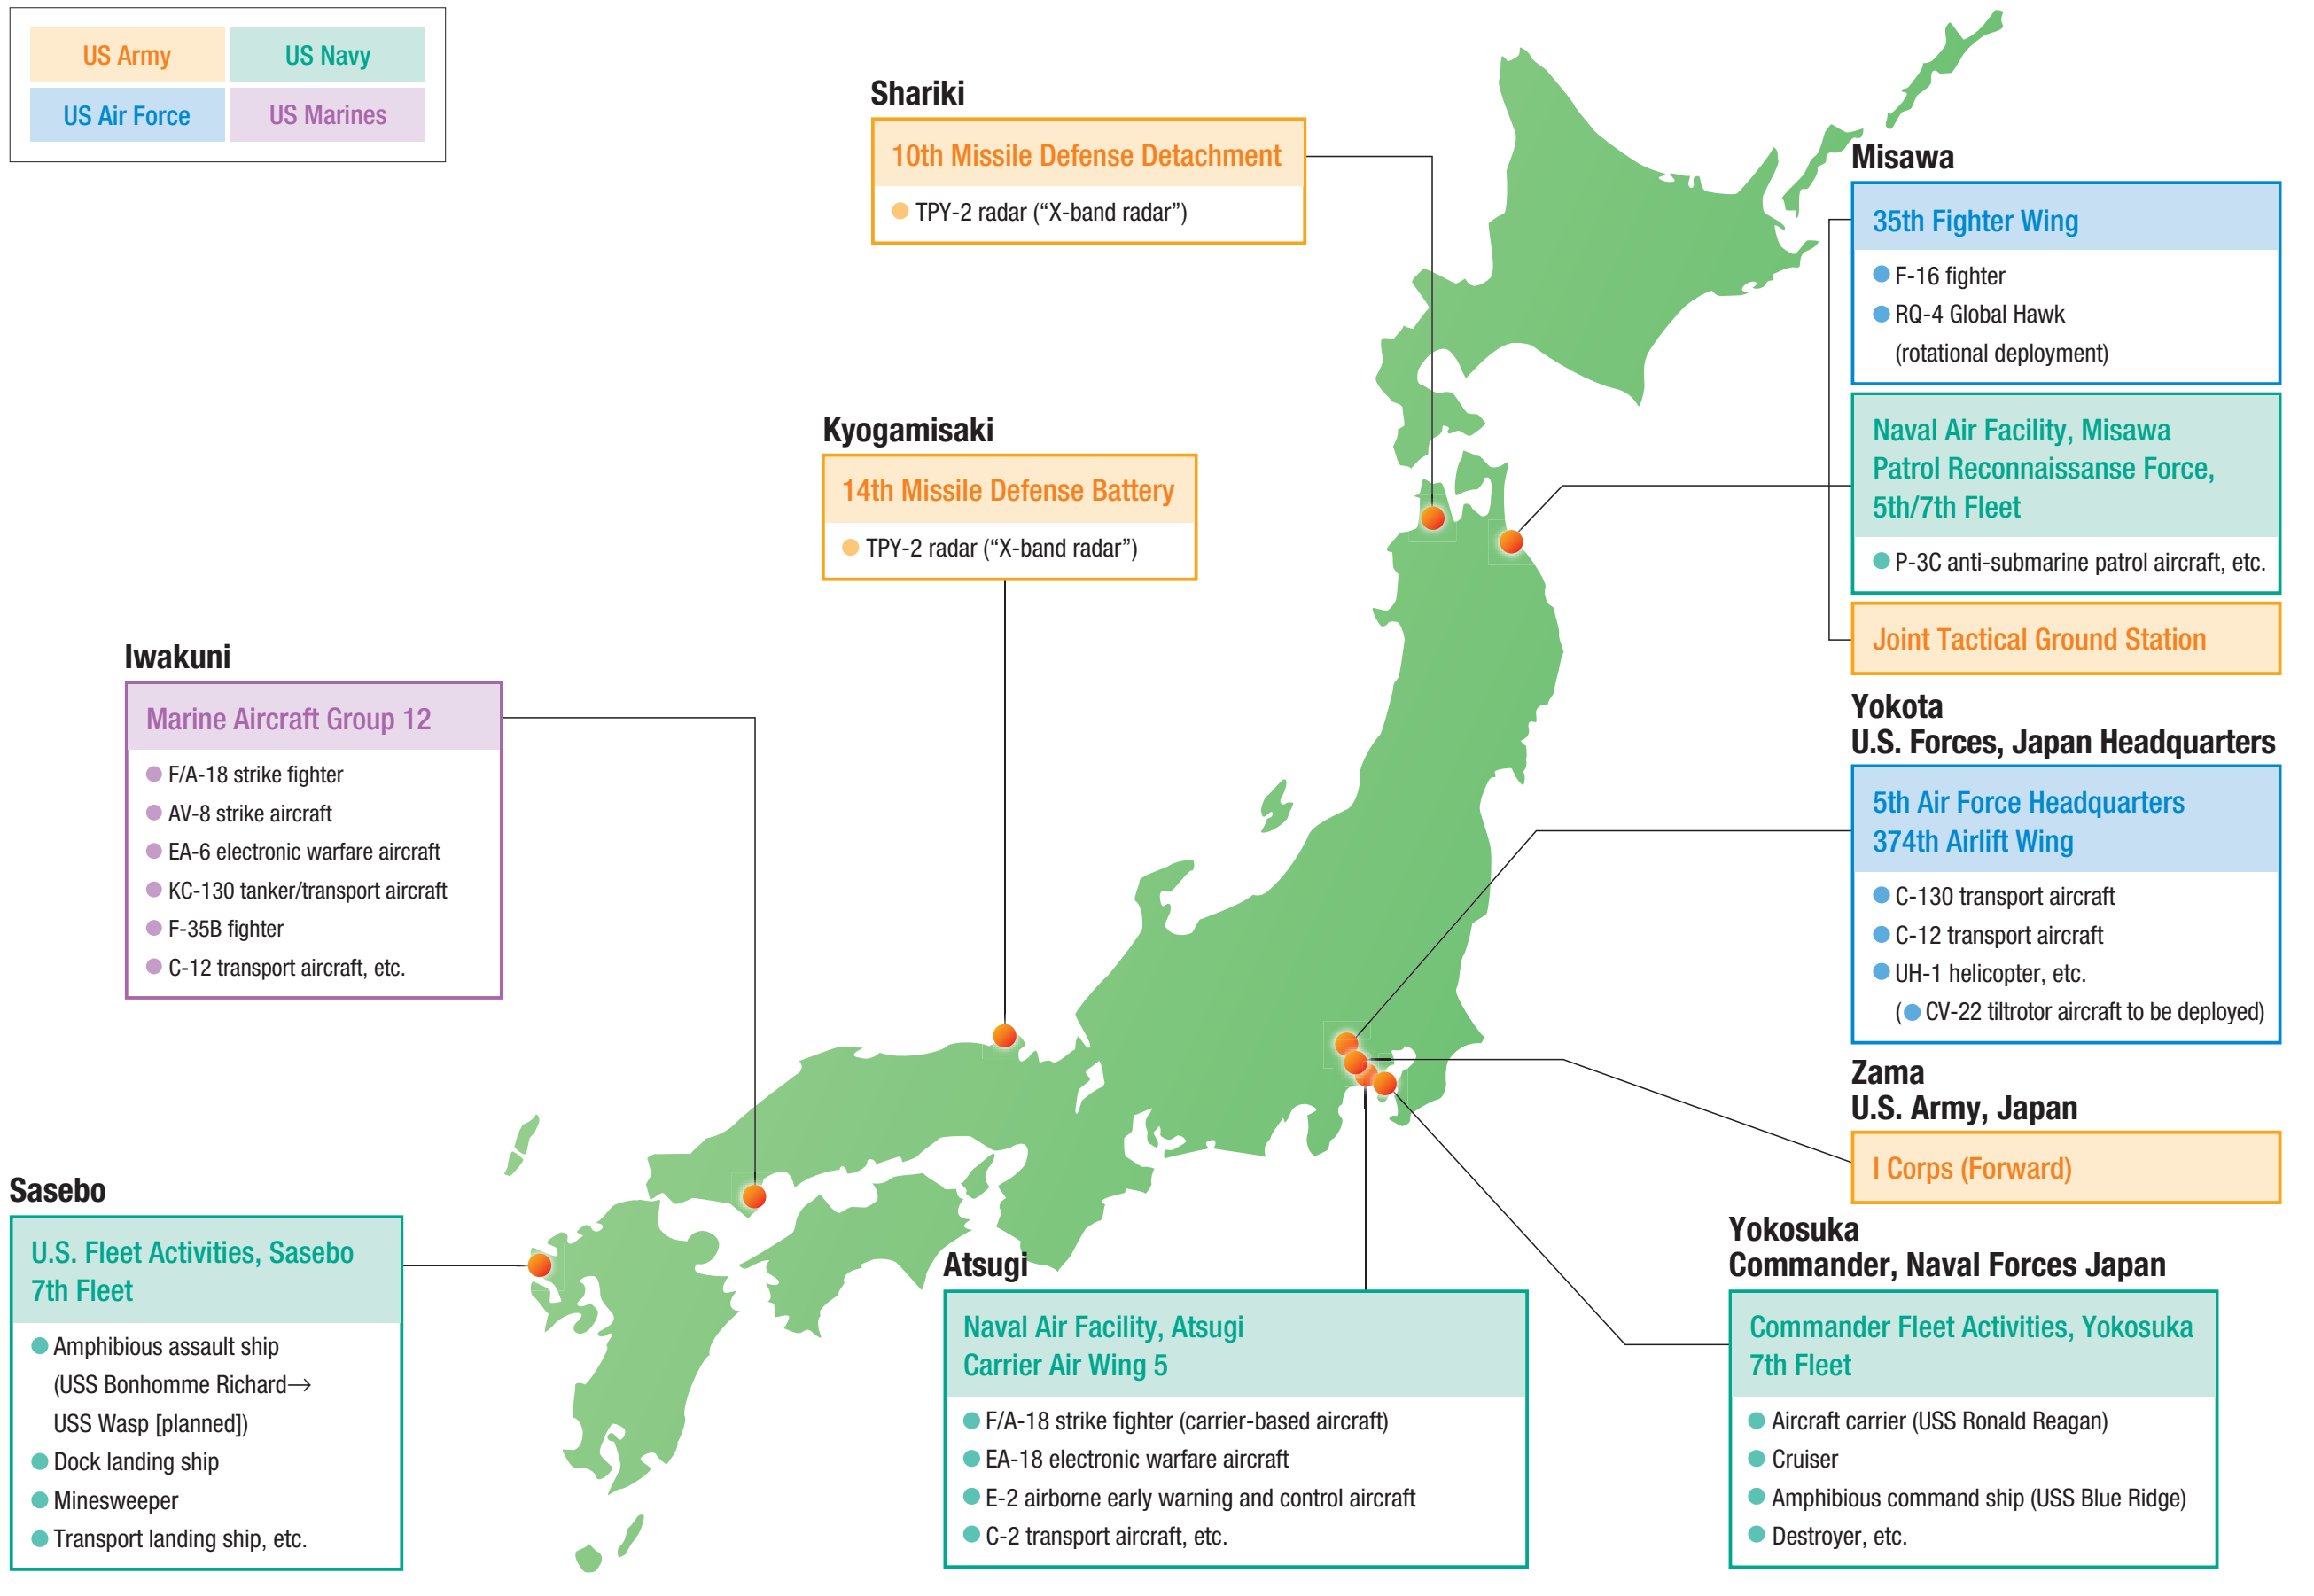 US Army
US Navy
US Air Force
US Marines
Shariki
10th Missile Defense Detachment
TPY-2 radar (“X-band radar”)
Kyogamisaki
14th Missile Defense Battery
TPY-2 radar (“X-band radar”)
Iwakuni
Marine Aircraft Group 12
F/A-18 strike fighter
AV-8 strike aircraft
EA-6 electronic warfare aircraft
KC-130 tanker/transport aircraft
F-35B fighter
C-12 transport aircraft, etc.
Sasebo
U.S. Fleet Activities, Sasebo
7th Fleet
Amphibious assault ship
(USS Bonhomme Richard→
USS Wasp [planned])
Dock landing ship
Minesweeper
Transport landing ship, etc.
Misawa
35th Fighter Wing
F-16 fighter
RQ-4 Global Hawk
(rotational deployment)
Naval Air Facility, Misawa
Patrol Reconnaissanse Force,
5th/7th Fleet
P-3C anti-submarine patrol aircraft, etc.
Joint Tactical Ground Station
Yokota
U.S. Forces, Japan Headquarters
5th Air Force Headquarters
374th Airlift Wing
C-130 transport aircraft
C-12 transport aircraft
UH-1 helicopter, etc.
(● CV-22 tiltrotor aircraft to be deployed)
Zama
U.S. Army, Japan
I Corps (Forward)
Atsugi
Naval Air Facility, Atsugi
Carrier Air Wing 5
F/A-18 strike fighter (carrier-based aircraft)
EA-18 electronic warfare aircraft
E-2 airborne early warning and control aircraft
C-2 transport aircraft, etc.
Yokosuka
Commander, Naval Forces Japan
Commander Fleet Activities, Yokosuka
7th Fleet
Aircraft carrier (USS Ronald Reagan)
Cruiser
Amphibious command ship (USS Blue Ridge)
Destroyer, etc.